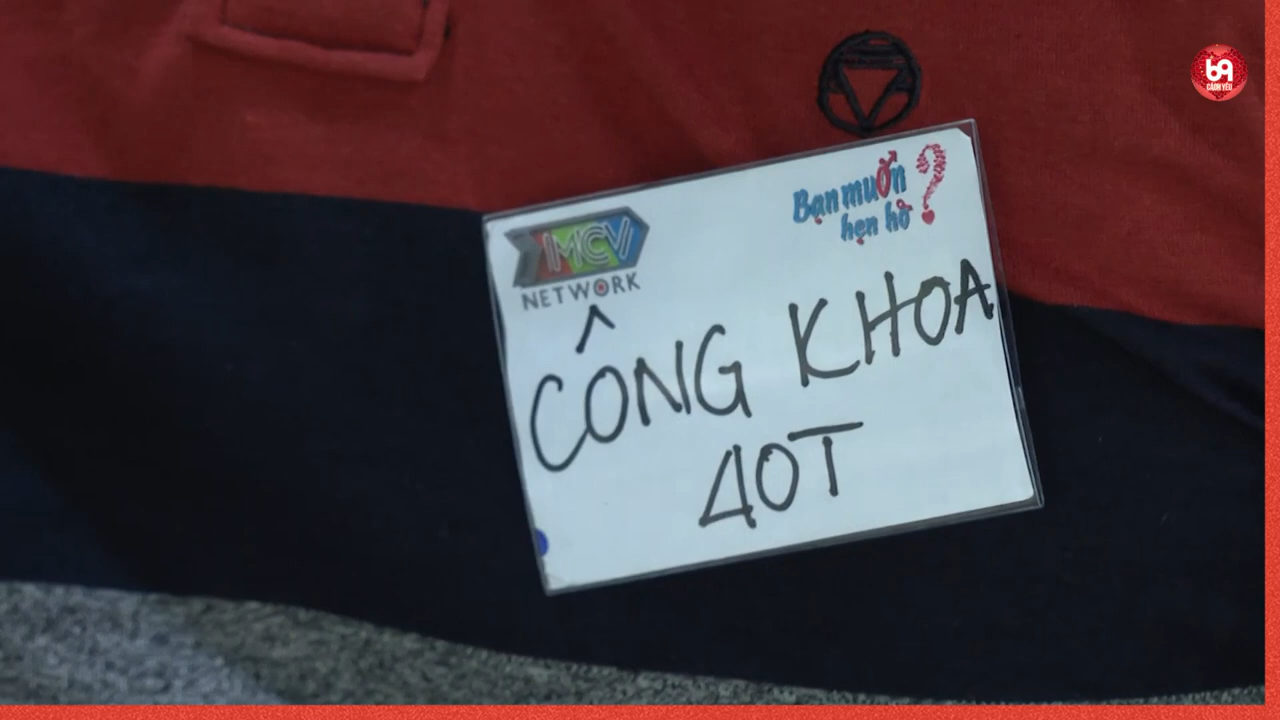 MCV
NETWORK
Bạn muốn
hẹn hò
?
CÔNG KHOA
40T